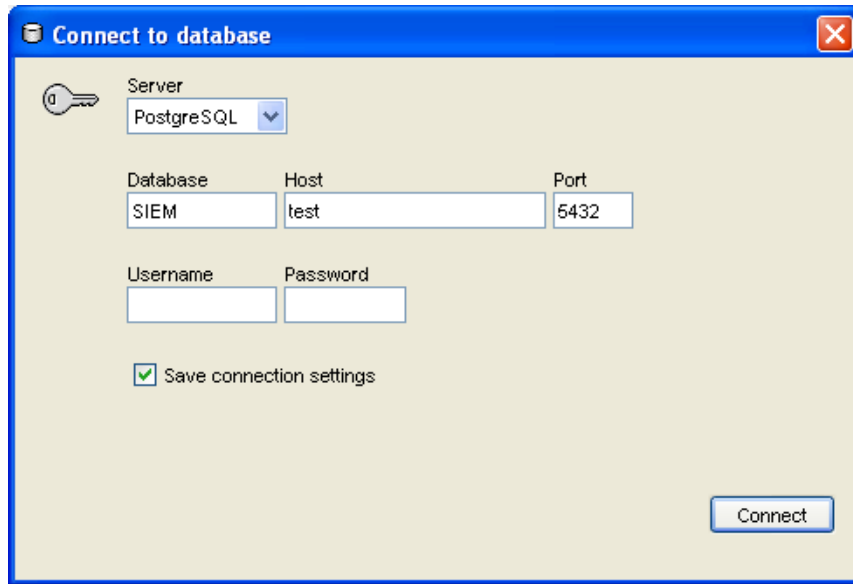 Connect to database
Server
PostgreSQL
Database Host Port
SIEM test 5432
Username Password
Save connection settings
Connect